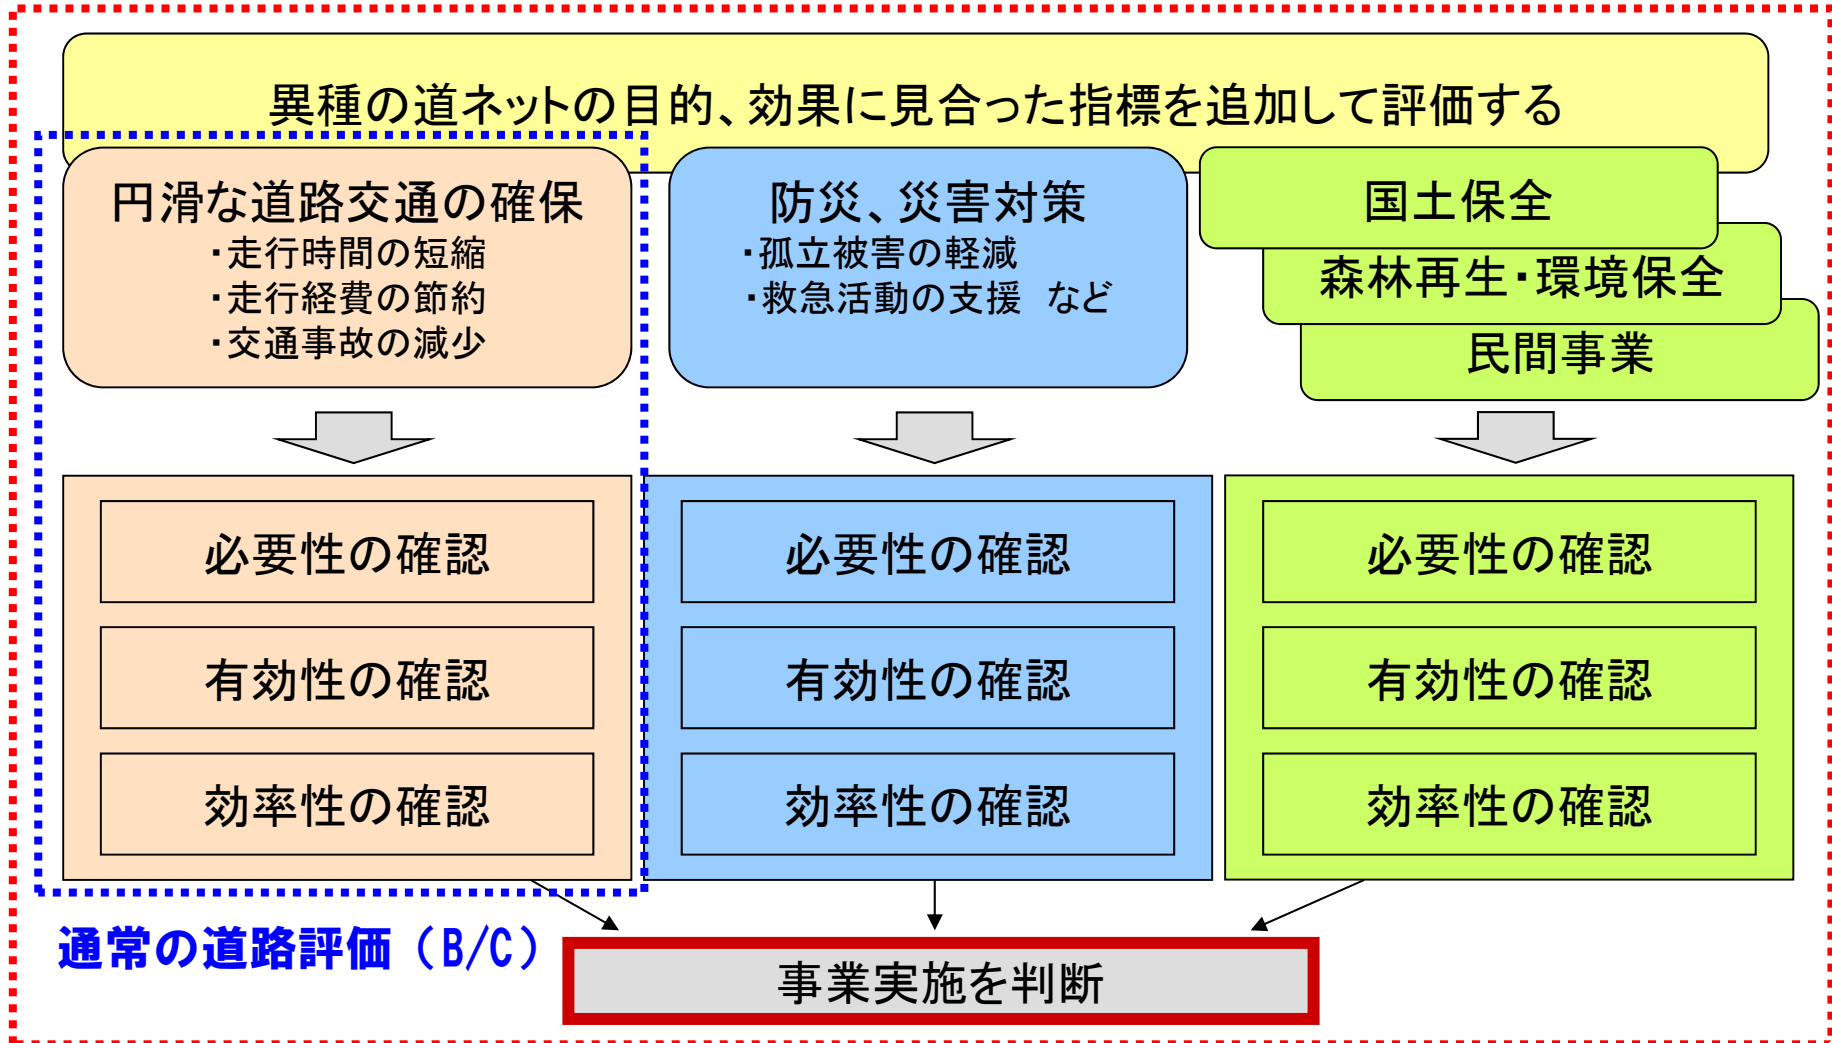 異種の道ネットの目的、効果に見合った指標を追加して評価する
円滑な道路交通の確保
・走行時間の短縮
・走行経費の節約
・交通事故の減少
防災、災害対策
・孤立被害の軽減
・救急活動の支援　など
国土保全
森林再生・環境保全
民間事業
必要性の確認
有効性の確認
効率性の確認
必要性の確認
有効性の確認
効率性の確認
必要性の確認
有効性の確認
効率性の確認
通常の道路評価（B/C）
事業実施を判断